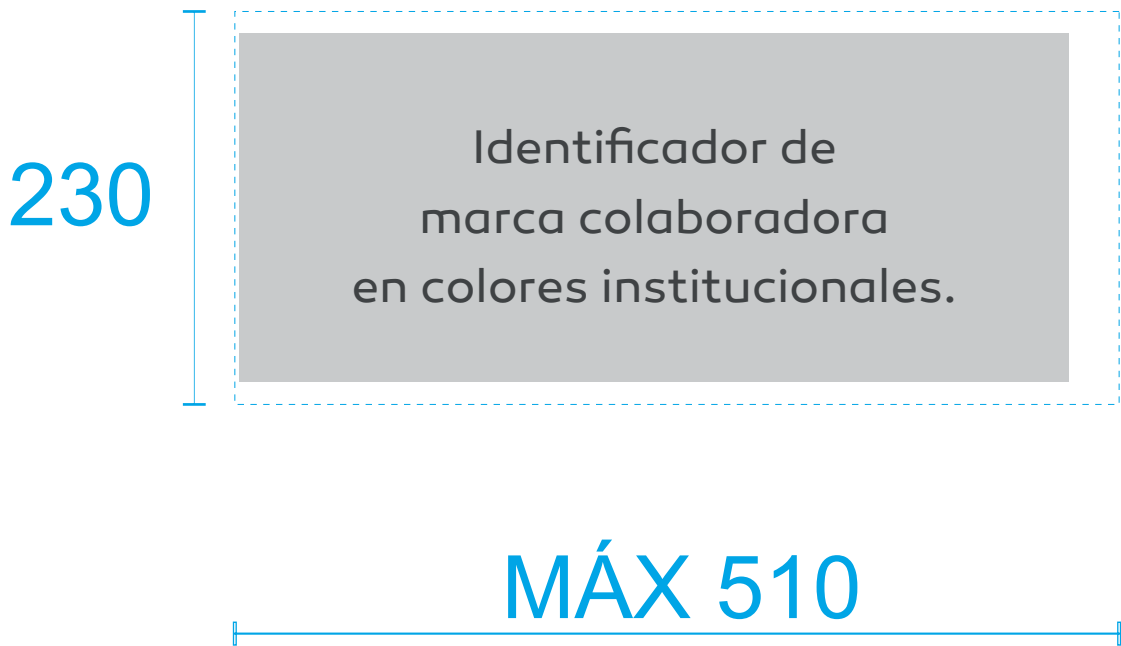 Identificador de
230
marca colaboradora
en colores institucionales.
MÁX 510